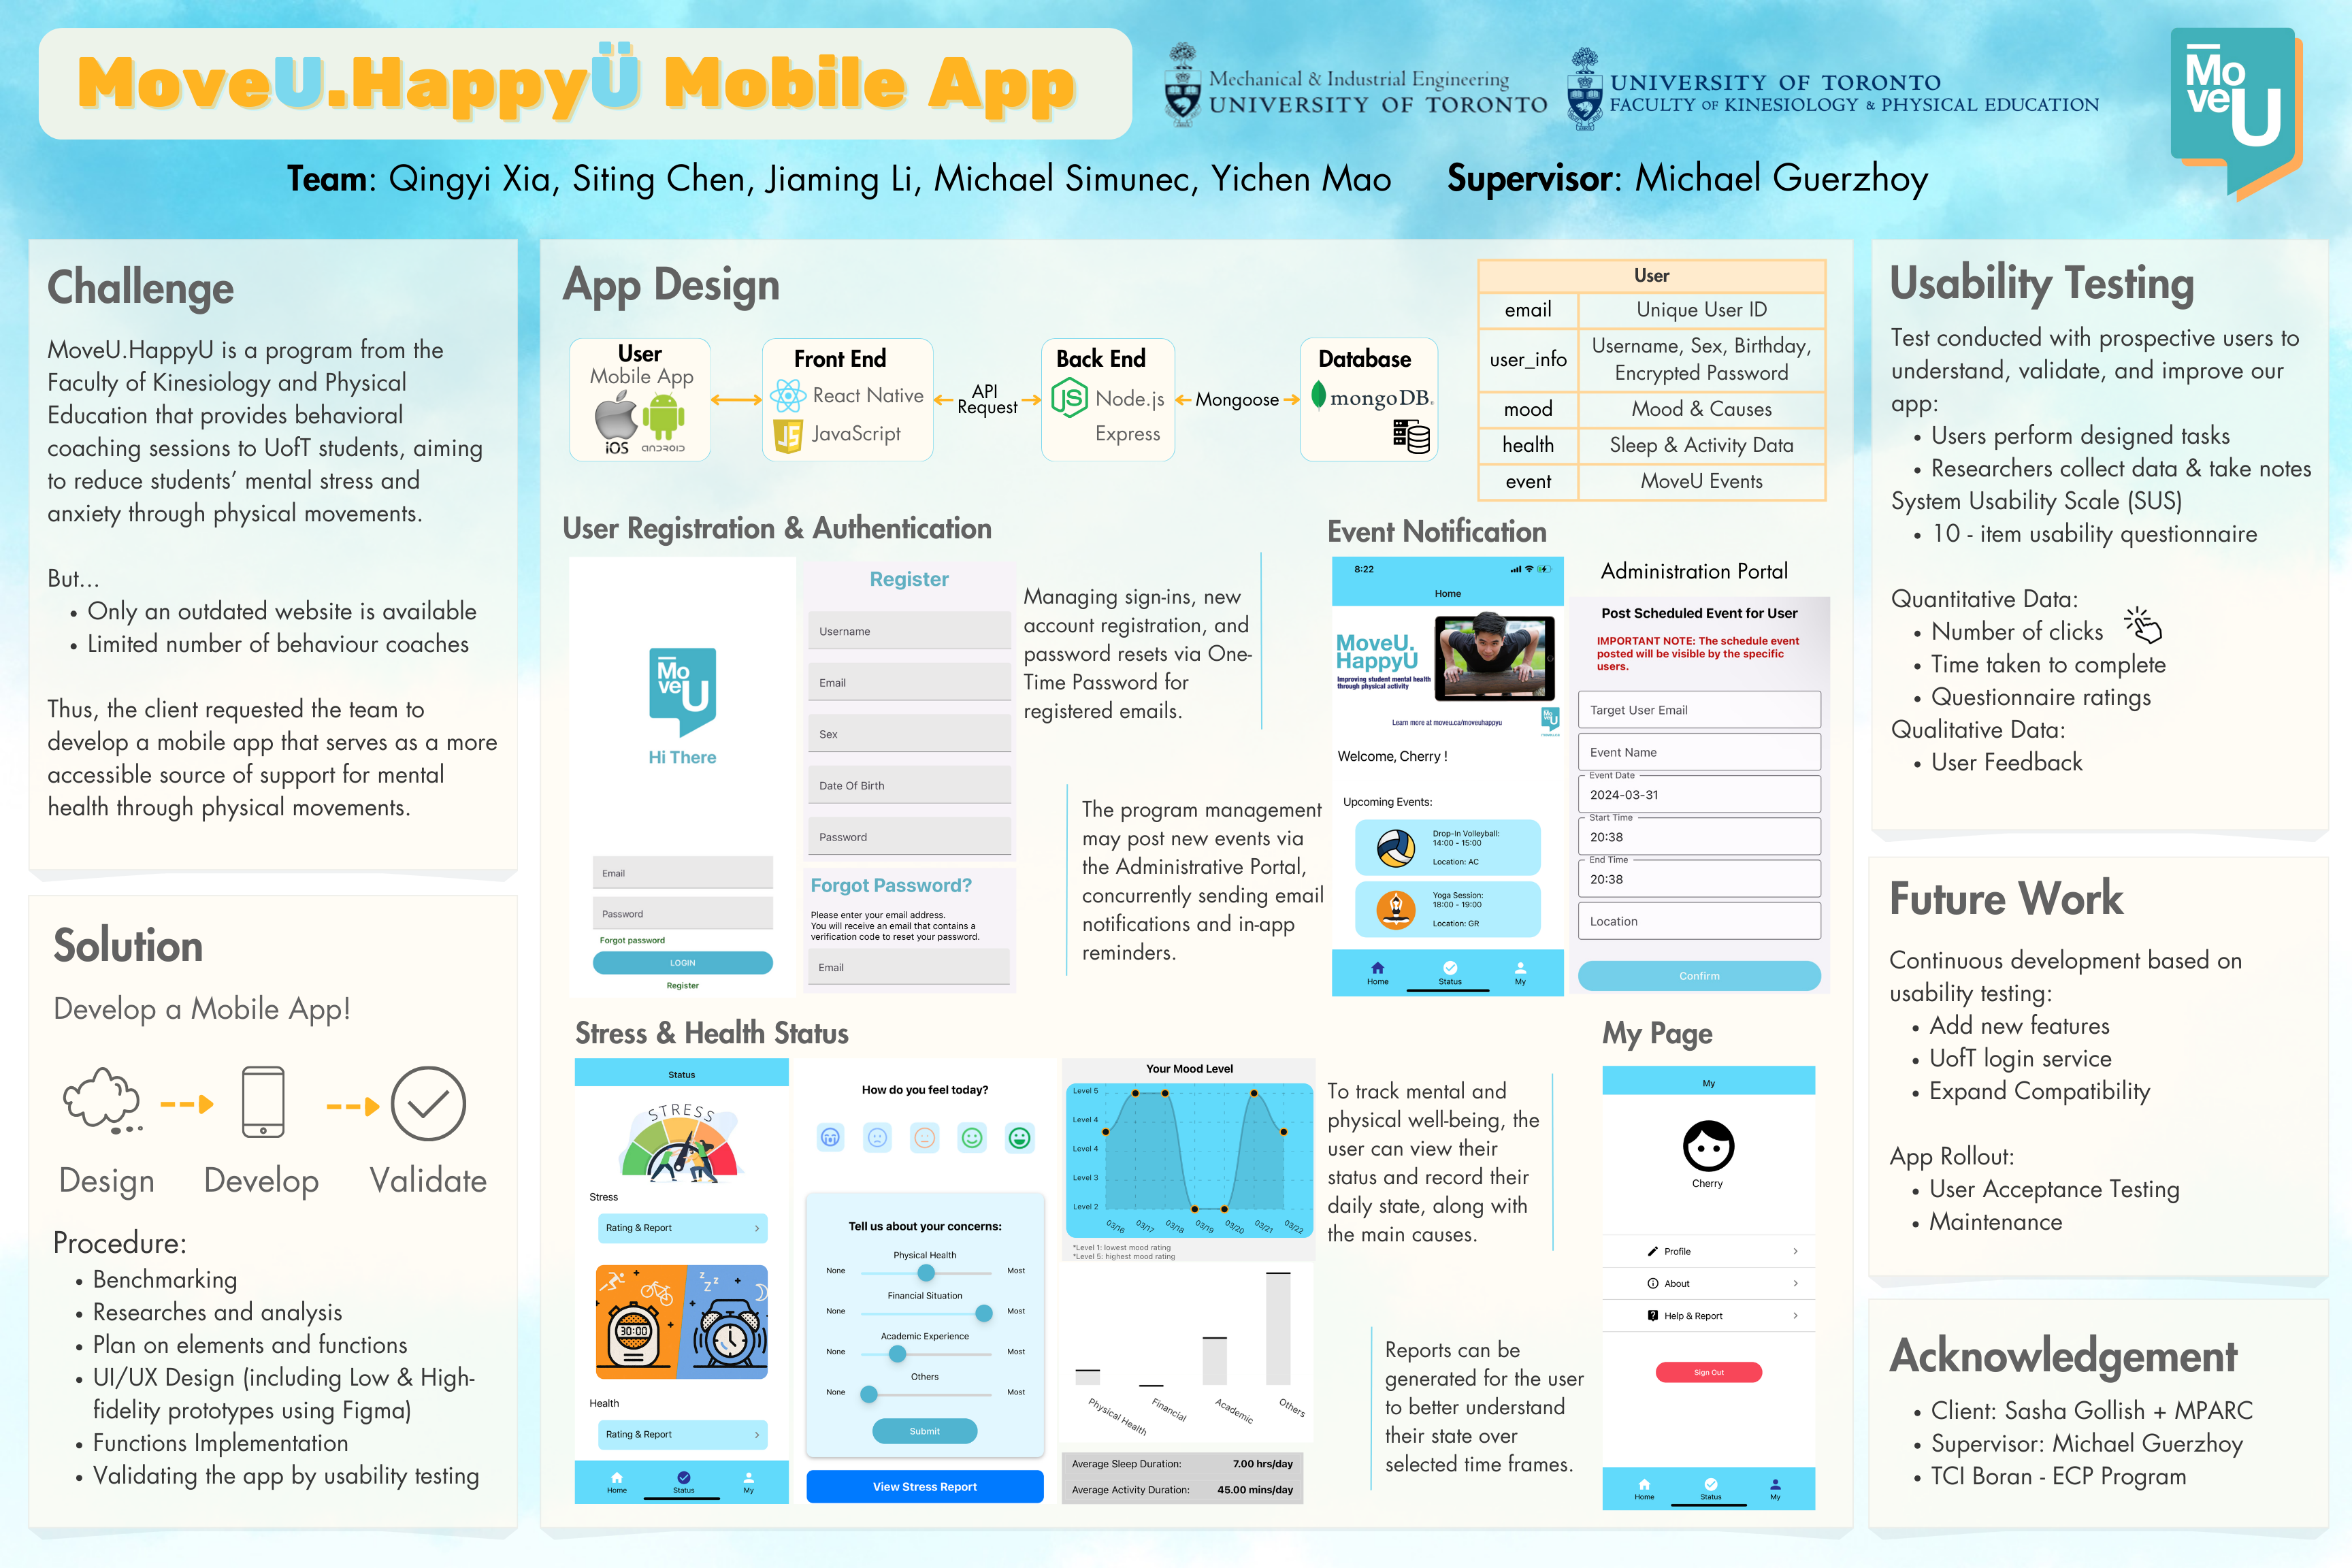 MoveU.HappyÜ Mobile App
Mechanical & Industrial Engineering
UNIVERSITY OF TORONTO
UNIVERSITY OF TORONTO
FACULTY OF KINESIOLOGY & PHYSICAL EDUCATION
Mo
ve
U
Team: Qingyi Xia, Siting Chen, Jiaming Li, Michael Simunec, Yichen Mao
Supervisor: Michael Guerzhoy
Challenge
MoveU.HappyU is a program from the
Faculty of Kinesiology and Physical
Education that provides behavioral
coaching sessions to UofT students, aiming
to reduce students’ mental stress and
anxiety through physical movements.
But...
• Only an outdated website is available
• Limited number of behaviour coaches
Thus, the client requested the team to
develop a mobile app that serves as a more
accessible source of support for mental
health through physical movements.
Solution
Develop a Mobile App!
Design
Develop
Validate
Procedure:
• Benchmarking
• Researches and analysis
• Plan on elements and functions
• UI/UX Design (including Low & High-
fidelity prototypes using Figma)
• Functions Implementation
• Validating the app by usability testing
App Design
User
Mobile App
iOS
ANDROID
Front End
React Native
JS
JavaScript
API
Request
Back End
JS
Node.js
Express
Mongoose
Database
mongoDB
User
email
Unique User ID
user_info
Username, Sex, Birthday,
Encrypted Password
mood
Mood & Causes
health
Sleep & Activity Data
event
MoveU Events
User Registration & Authentication
Mo
ve
U
Hi There
Email
Password
Forgot password
LOGIN
Register
Register
Username
Email
Sex
Date Of Birth
Password
Forgot Password?
Please enter your email address.
You will receive an email that contains a
verification code to reset your password.
Email
Managing sign-ins, new
account registration, and
password resets via One-
Time Password for
registered emails.
The program management
may post new events via
the Administrative Portal,
concurrently sending email
notifications and in-app
reminders.
Event Notification
8:22
Home
MoveU.
HappyU
Improving student mental health
through physical activity
Learn more at moveu.ca/moveuhappyu
Mo
ve
U
Welcome, Cherry !
Upcoming Events:
Drop-In Volleyball:
14:00 - 15:00
Location: AC
Yoga Session:
18:00 - 19:00
Location: GR
Home
Status
My
Administration Portal
Post Scheduled Event for User
IMPORTANT NOTE: The schedule event
posted will be visible by the specific
users.
Target User Email
Event Name
Event Date
2024-03-31
Start Time
20:38
End Time
20:38
Location
Confirm
Stress & Health Status
Status
STRESS
Stress
Rating & Report
30:00
Z z Z
Health
Rating & Report
Home
Status
My
How do you feel today?
Tell us about your concerns:
Physical Health
None
Most
Financial Situation
None
Most
Academic Experience
None
Most
Others
None
Most
Submit
View Stress Report
Your Mood Level
Level 5
Level 4
Level 4
Level 3
Level 2
03/16
03/17
03/18
03/19
03/20
03/21
03/22
*Level 1: lowest mood rating
*Level 5: highest mood rating
Physical Health
Financial
Academic
Others
Average Sleep Duration: 7.00 hrs/day
Average Activity Duration: 45.00 mins/day
To track mental and
physical well-being, the
user can view their
status and record their
daily state, along with
the main causes.
Reports can be
generated for the user
to better understand
their state over
selected time frames.
My Page
My
Cherry
Profile
About
Help & Report
Sign Out
Home
Status
My
Usability Testing
Test conducted with prospective users to
understand, validate, and improve our
app:
• Users perform designed tasks
• Researchers collect data & take notes
System Usability Scale (SUS)
• 10 - item usability questionnaire
Quantitative Data:
• Number of clicks
• Time taken to complete
• Questionnaire ratings
Qualitative Data:
• User Feedback
Future Work
Continuous development based on
usability testing:
• Add new features
• UofT login service
• Expand Compatibility
App Rollout:
• User Acceptance Testing
• Maintenance
Acknowledgement
• Client: Sasha Gollish + MPARC
• Supervisor: Michael Guerzhoy
• TCI Boran - ECP Program